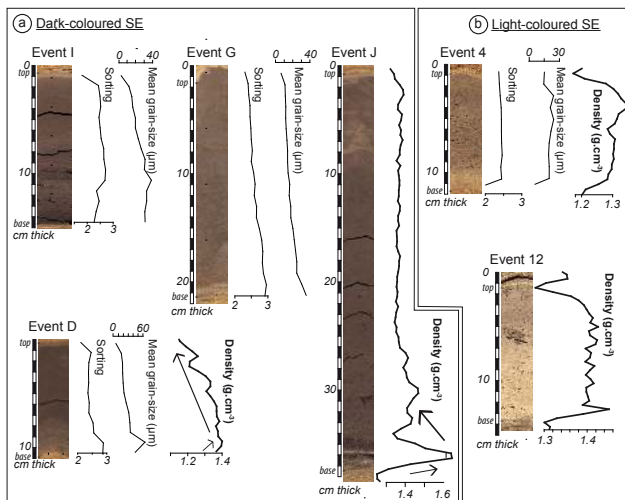 a Dark-coloured SE
b Light-coloured SE
Event I
0
top
10
base
cm thick
Sorting
2 3
0 40
Mean grain-size (µm)
Event G
0
top
10
20
base
cm thick
Sorting
2 3
0 40
Mean grain-size (µm)
Event J
0
top
10
20
30
base
cm thick
Density (g.cm-3)
1.4 1.6
Event D
top
10
base
cm thick
Sorting
2 3
0 60
Mean grain-size (µm)
Density (g.cm-3)
1.2 1.4
Event 4
0
top
10
base
cm thick
Sorting
2 3
0 30
Mean grain-size (µm)
Density (g.cm-3)
1.2 1.3
Event 12
0
top
10
base
cm thick
Density (g.cm-3)
1.3 1.4